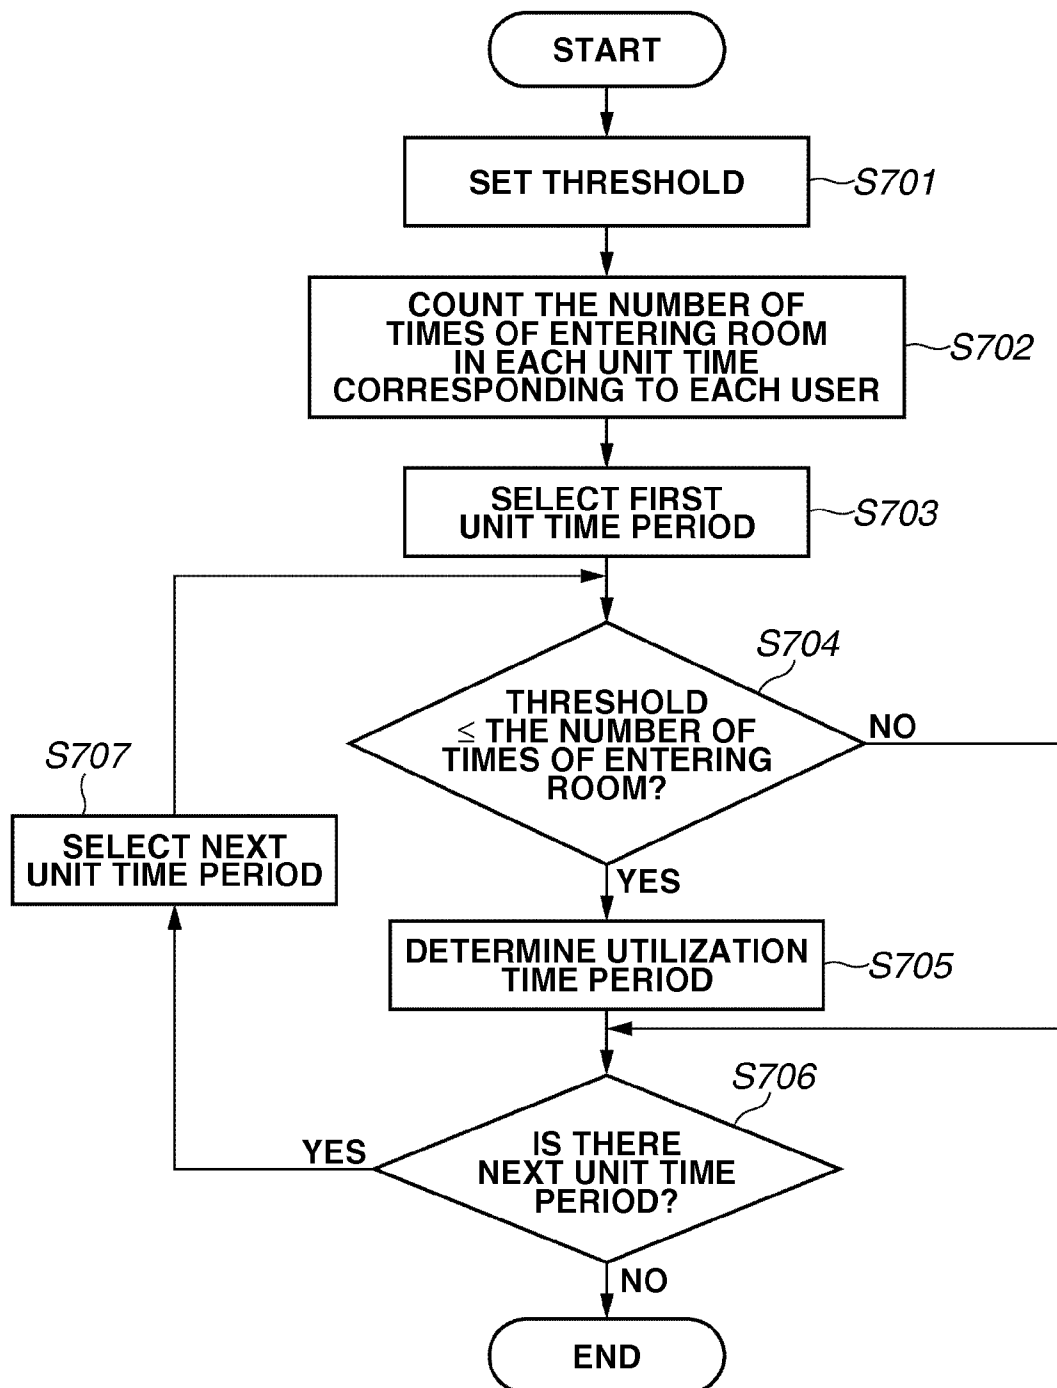 START
SET THRESHOLD
S701
COUNT THE NUMBER OF
TIMES OF ENTERING ROOM
IN EACH UNIT TIME
CORRESPONDING TO EACH USER
S702
SELECT FIRST
UNIT TIME PERIOD
S703
S704
THRESHOLD
≤ THE NUMBER OF
TIMES OF ENTERING
ROOM?
NO
S707
SELECT NEXT
UNIT TIME PERIOD
YES
DETERMINE UTILIZATION
TIME PERIOD
S705
S706
IS THERE
NEXT UNIT TIME
PERIOD?
YES
NO
END